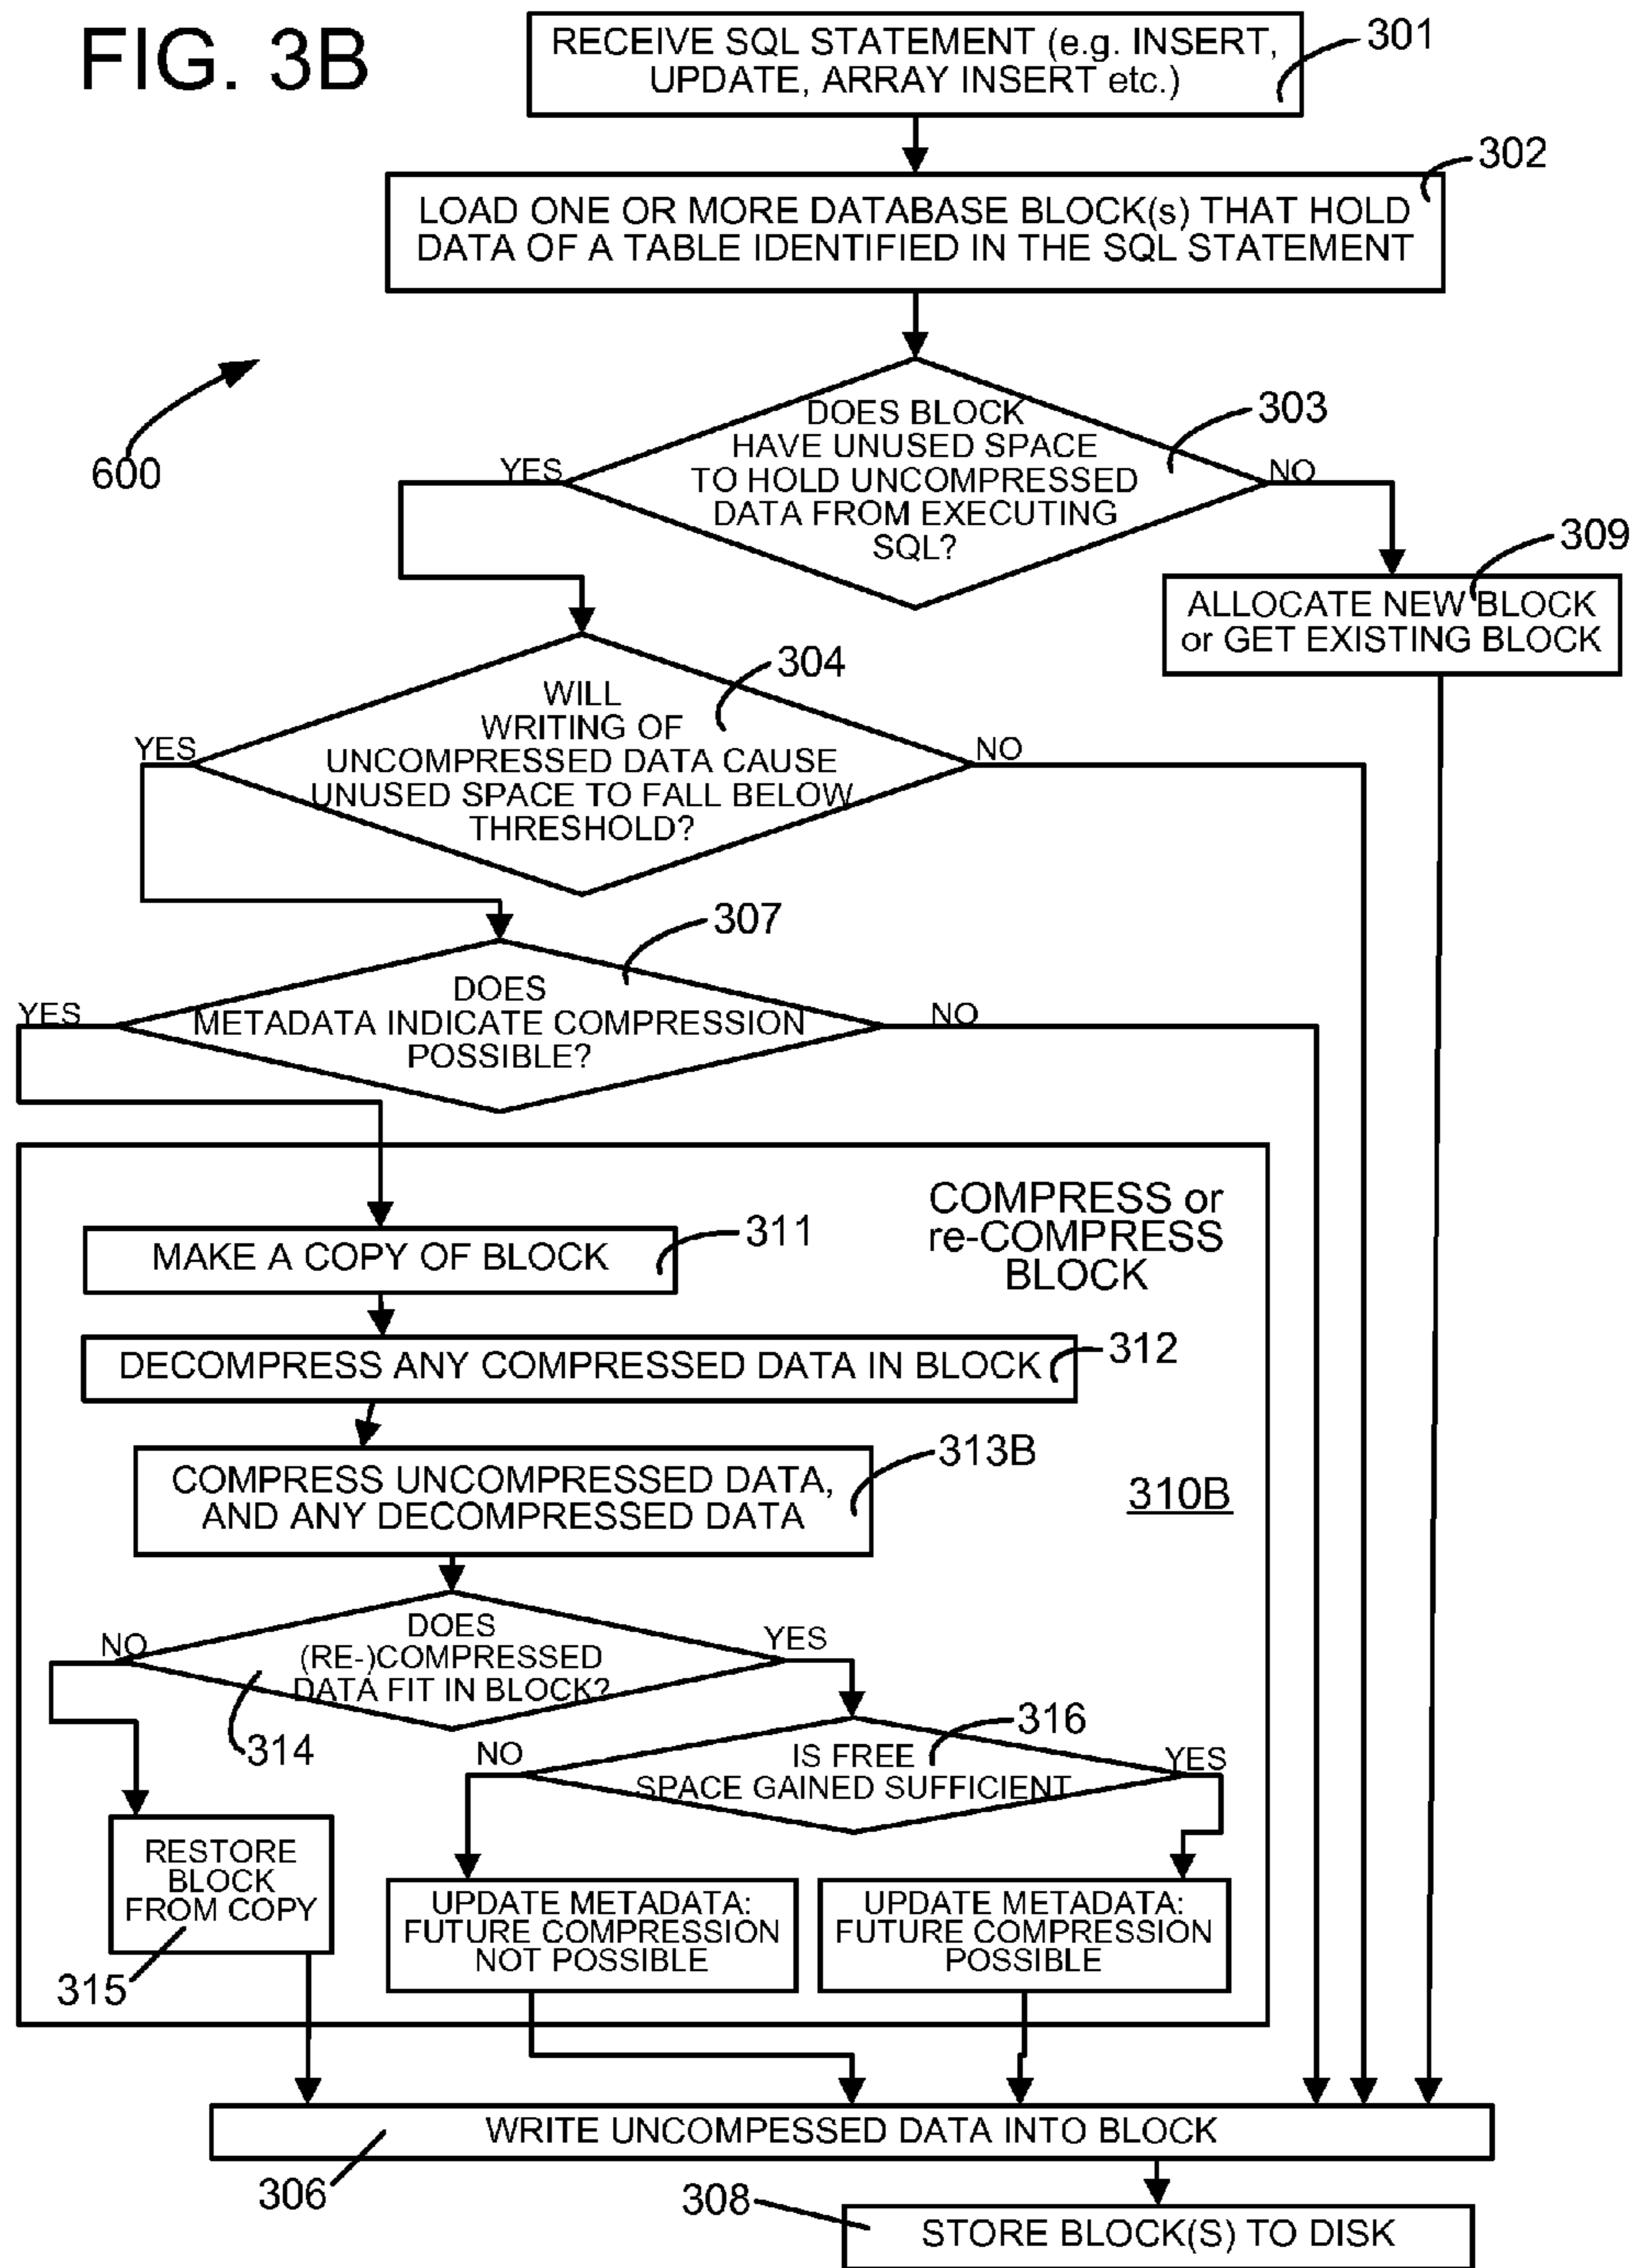 FIG. 3B
RECEIVE SQL STATEMENT (e.g. INSERT,
UPDATE, ARRAY INSERT etc.)
301
302
LOAD ONE OR MORE DATABASE BLOCK(s) THAT HOLD
DATA OF A TABLE IDENTIFIED IN THE SQL STATEMENT
600
DOES BLOCK
HAVE UNUSED SPACE
TO HOLD UNCOMPRESSED
DATA FROM EXECUTING
SQL?
303
YES
NO
309
ALLOCATE NEW BLOCK
or GET EXISTING BLOCK
304
WILL
WRITING OF
UNCOMPRESSED DATA CAUSE
UNUSED SPACE TO FALL BELOW
THRESHOLD?
YES
NO
307
DOES
METADATA INDICATE COMPRESSION
POSSIBLE?
YES
NO
COMPRESS or
re-COMPRESS
BLOCK
MAKE A COPY OF BLOCK
311
DECOMPRESS ANY COMPRESSED DATA IN BLOCK
312
COMPRESS UNCOMPRESSED DATA,
AND ANY DECOMPRESSED DATA
313B
310B
DOES
(RE-)COMPRESSED
DATA FIT IN BLOCK?
NO
YES
314
316
IS FREE
SPACE GAINED SUFFICIENT
NO
YES
RESTORE
BLOCK
FROM COPY
315
UPDATE METADATA:
FUTURE COMPRESSION
NOT POSSIBLE
UPDATE METADATA:
FUTURE COMPRESSION
POSSIBLE
WRITE UNCOMPESSED DATA INTO BLOCK
306
308
STORE BLOCK(S) TO DISK